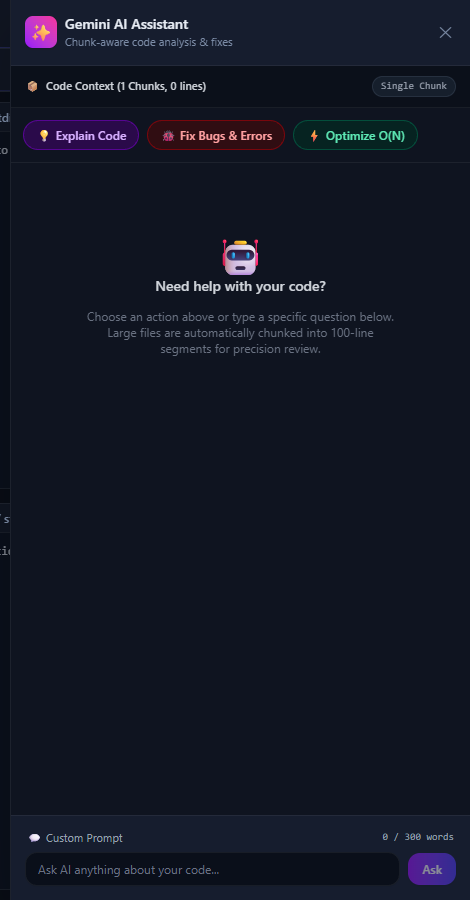 Gemini AI Assistant
Chunk-aware code analysis & fixes
Code Context (1 Chunks, 0 lines)
Single Chunk
Explain Code
Fix Bugs & Errors
Optimize O(N)
Need help with your code?
Choose an action above or type a specific question below.
Large files are automatically chunked into 100-line
segments for precision review.
Custom Prompt
0 / 300 words
Ask AI anything about your code...
Ask